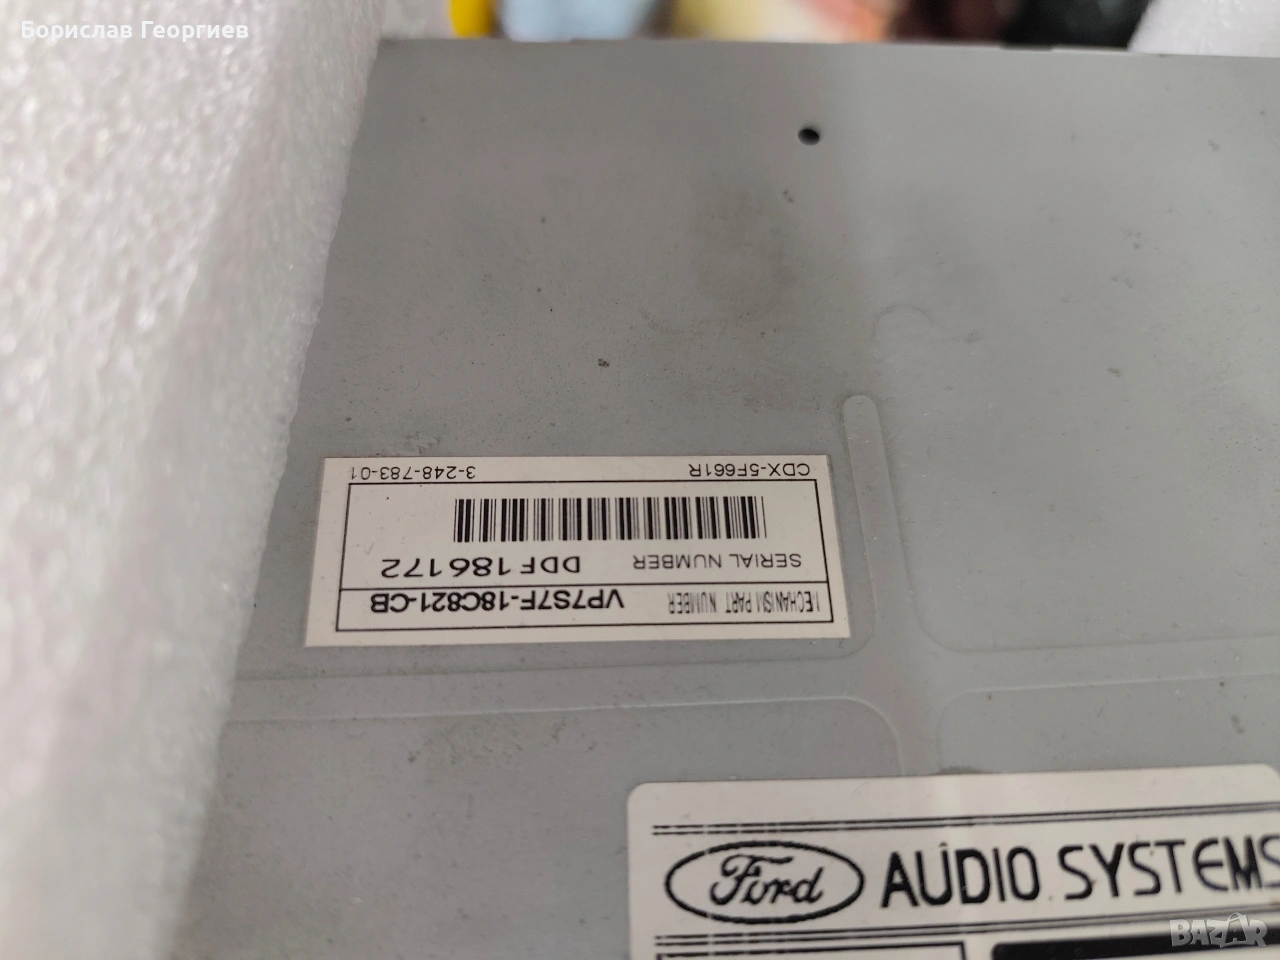 Борислав Георгиев
MECHANISM PART NUMBER VP7S7F-18C821-CB
SERIAL NUMBER DDF186172
CDX-5F661R 3-248-783-01
Ford AUDIO SYSTEMS
BAZAR